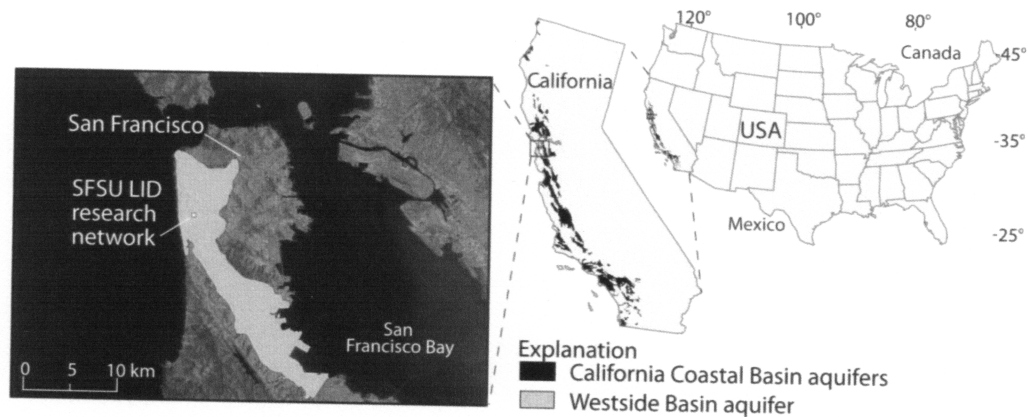 San Francisco
SFSU LID
research
network
San
Francisco Bay
0 5 10 km
California
120° 100° 80°
Canada
45°
USA
-35°
Mexico
-25°
Explanation
California Coastal Basin aquifers
Westside Basin aquifer